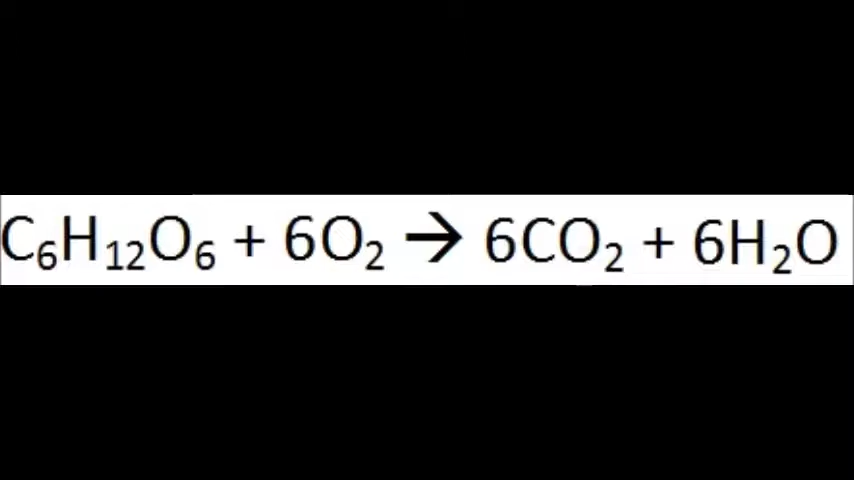 C₆H₁₂O₆ + 6O₂ → 6CO₂ + 6H₂O